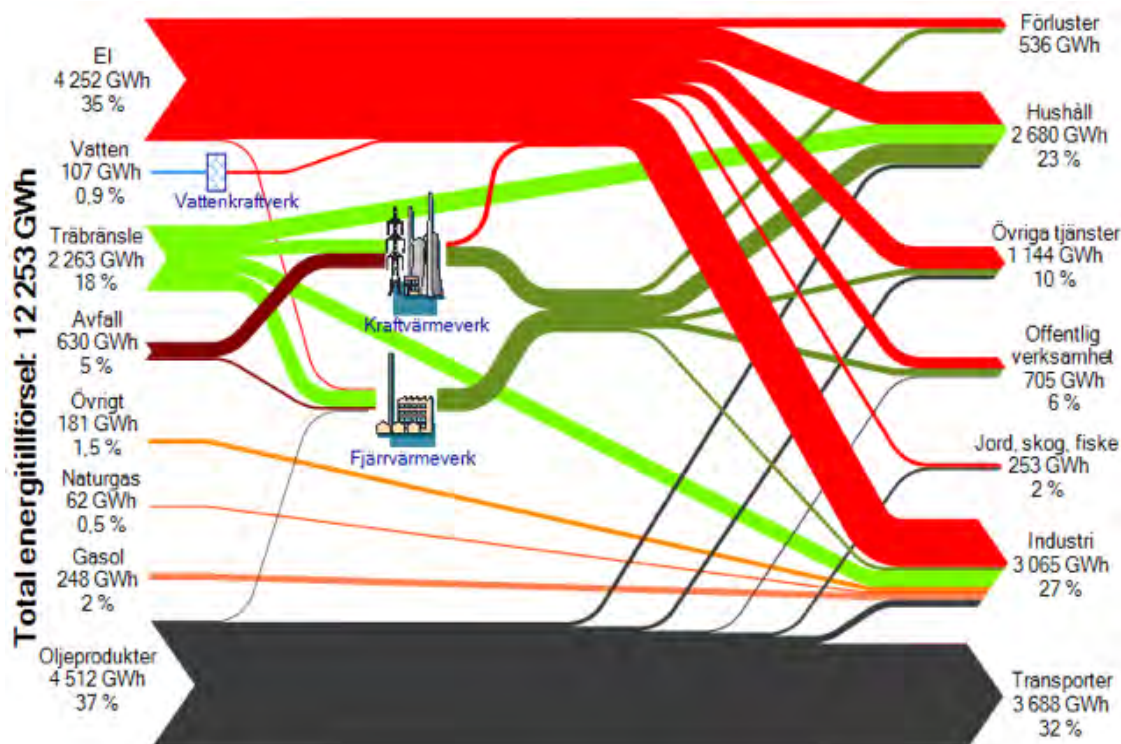 Total energitillförsel: 12 253 GWh
El
4 252 GWh
35 %
Vatten
107 GWh
0.9 %
Vattenkraftverk
Träbränsle
2 263 GWh
18 %
Avfall
630 GWh
5 %
Övrigt
181 GWh
1,5 %
Naturgas
62 GWh
0,5 %
Gasol
248 GWh
2 %
Oljeprodukter
4 512 GWh
37 %
Kraftvärmeverk
Fjärrvärmeverk
Förluster
536 GWh
Hushåll
2 680 GWh
23 %
Övriga tjänster
1 144 GWh
10 %
Offentlig
verksamhet
705 GWh
6 %
Jord, skog, fiske
253 GWh
2 %
Industri
3 065 GWh
27 %
Transporter
3 688 GWh
32 %